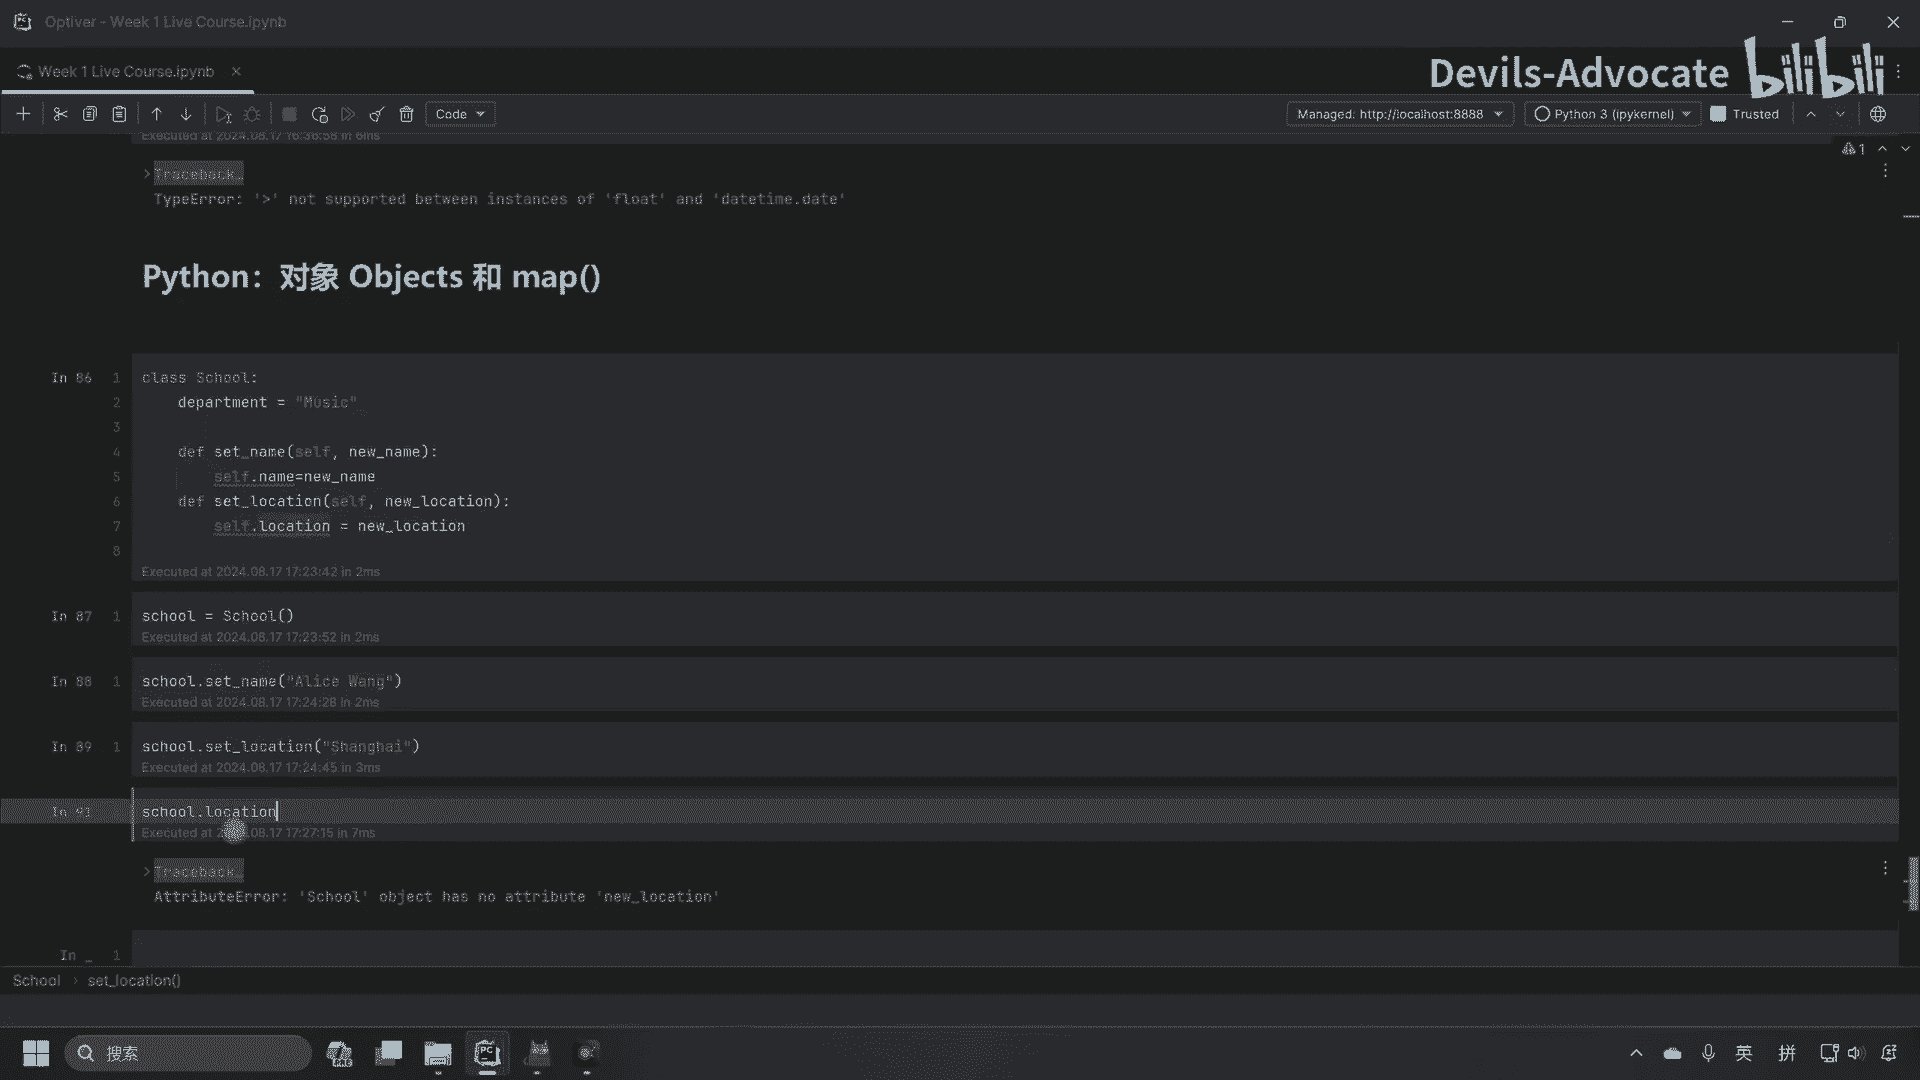 Optiver - Week 1 Live Course.ipynb
Week 1 Live Course.ipynb
Devils-Advocate bilibili
Code
Managed: http://localhost:8888
Python 3 (ipykernel)
Trusted
Executed at 2024.08.17 16:36:56 in 6ms
1
Traceback…
TypeError: '>' not supported between instances of 'float' and 'datetime.date'
Python：对象 Objects 和 map()
In 86 1 class School:
2 department = "Music"
3
4 def set_name(self, new_name):
5 self.name=new_name
6 def set_location(self, new_location):
7 self.location = new_location
8
Executed at 2024.08.17 17:23:42 in 2ms
In 87 1 school = School()
Executed at 2024.08.17 17:23:52 in 2ms
In 88 1 school.set_name("Alice Wang")
Executed at 2024.08.17 17:24:28 in 2ms
In 89 1 school.set_location("Shanghai")
Executed at 2024.08.17 17:24:45 in 3ms
In 91 school.location
Executed at .08.17 17:27:15 in 7ms
Traceback…
AttributeError: 'School' object has no attribute 'new_location'
In _ 1
School › set_location()
搜索
PRE
PC
英
拼